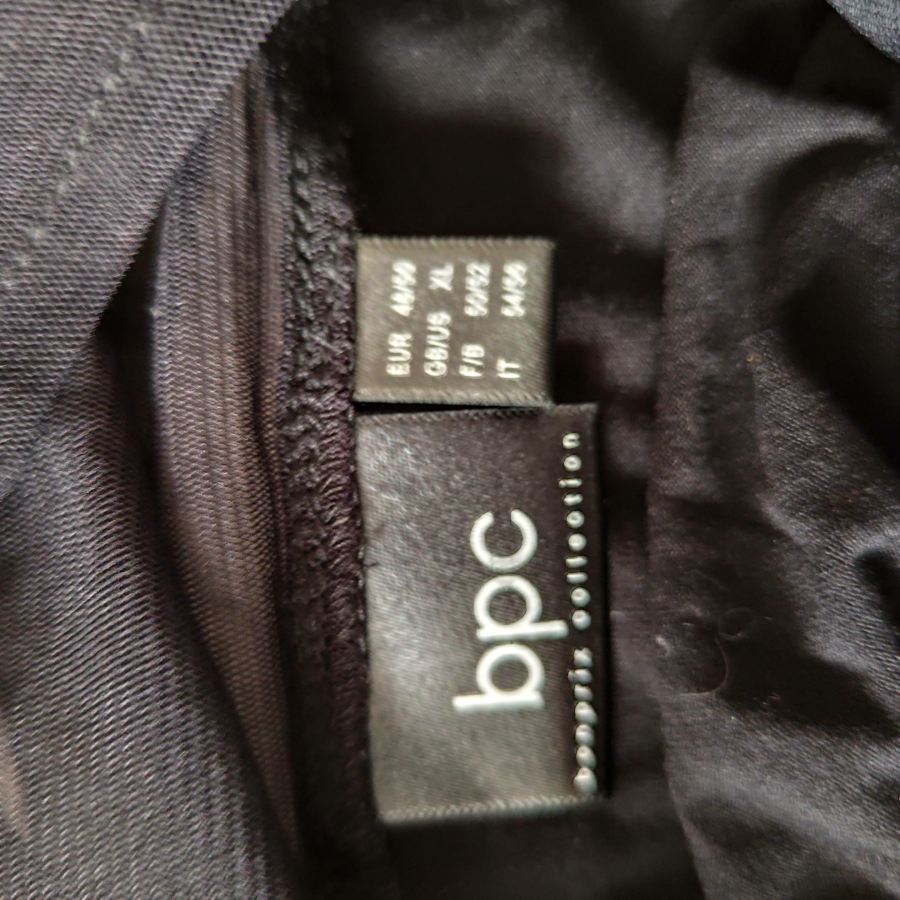 EUR 48/50
GB/US XL
F/B 50/52
IT 54/56
bpc
bonprix collection